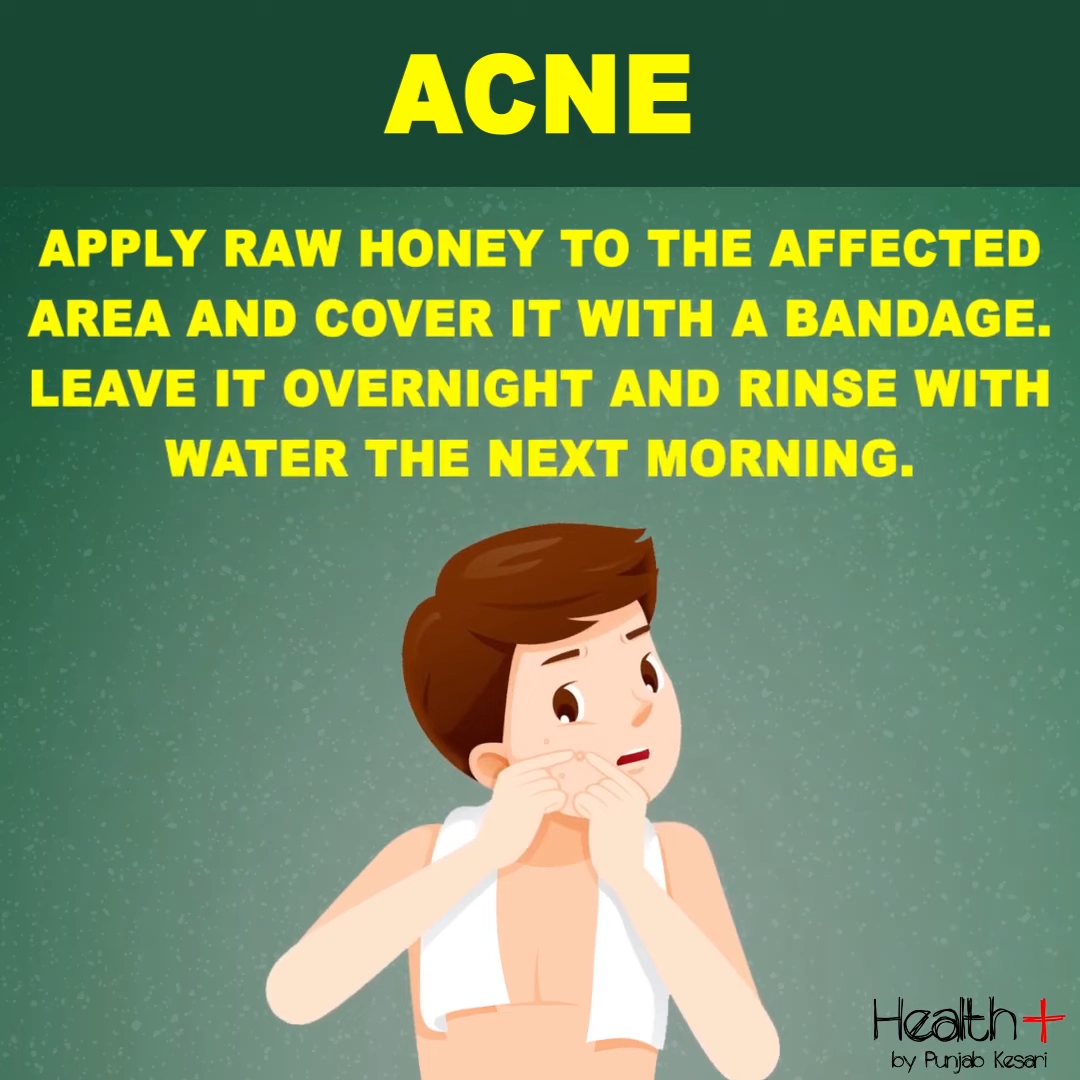 ACNE
APPLY RAW HONEY TO THE AFFECTED
AREA AND COVER IT WITH A BANDAGE.
LEAVE IT OVERNIGHT AND RINSE WITH
WATER THE NEXT MORNING.
Health+
by Punjab Kesari